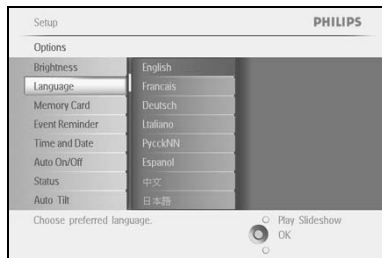 Setup PHILIPS
Options
Brightness English
Language Francais
Memory Card Deutsch
Event Reminder Ltaliano
Time and Date PycckNN
Auto On/Off Espanol
Status 中文
Auto Tilt 日本語
Choose preferred language. Play Slideshow
OK